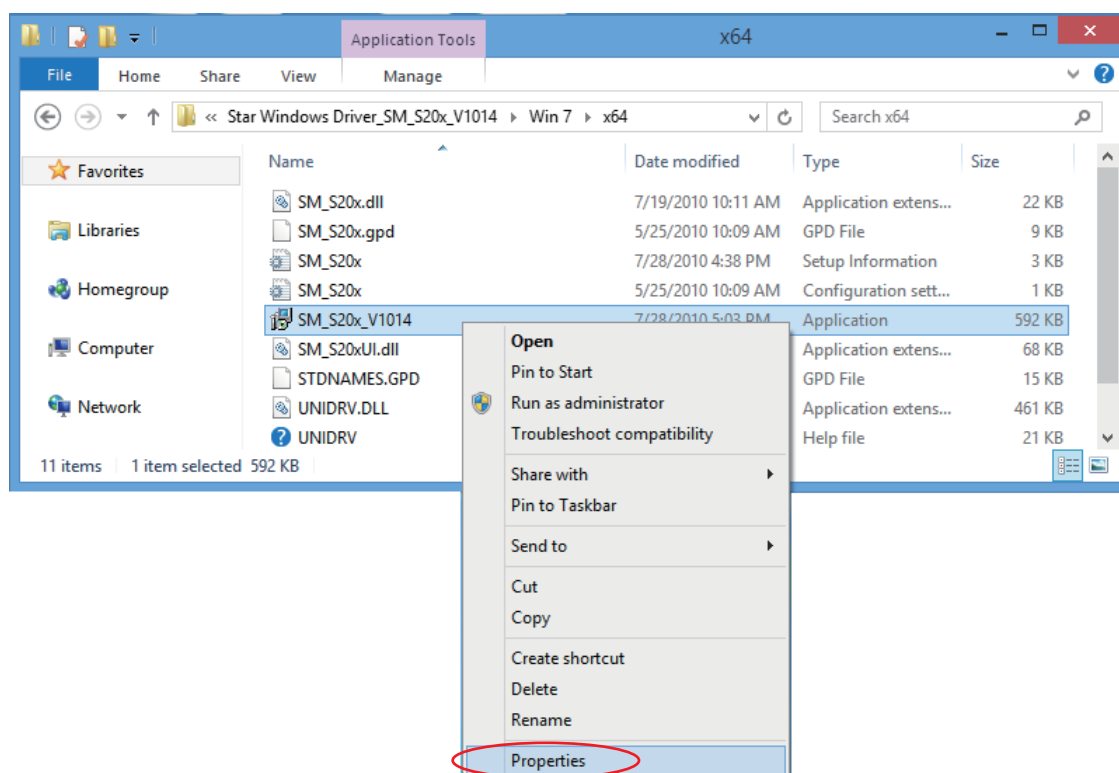 Application Tools x64
File Home Share View Manage
« Star Windows Driver_SM_S20x_V1014 Win 7 x64 Search x64
Favorites
Libraries
Homegroup
Computer
Network
Name Date modified Type Size
SM_S20x.dll 7/19/2010 10:11 AM Application extens... 22 KB
SM_S20x.gpd 5/25/2010 10:09 AM GPD File 9 KB
SM_S20x 7/28/2010 4:38 PM Setup Information 3 KB
SM_S20x 5/25/2010 10:09 AM Configuration sett... 1 KB
SM_S20x_V1014 7/28/2010 5:03 PM Application 592 KB
SM_S20xUI.dll Application extens... 68 KB
STDNAMES.GPD GPD File 15 KB
UNIDRV.DLL Application extens... 461 KB
UNIDRV Help file 21 KB
11 items 1 item selected 592 KB
Open
Pin to Start
Run as administrator
Troubleshoot compatibility
Share with
Pin to Taskbar
Send to
Cut
Copy
Create shortcut
Delete
Rename
Properties